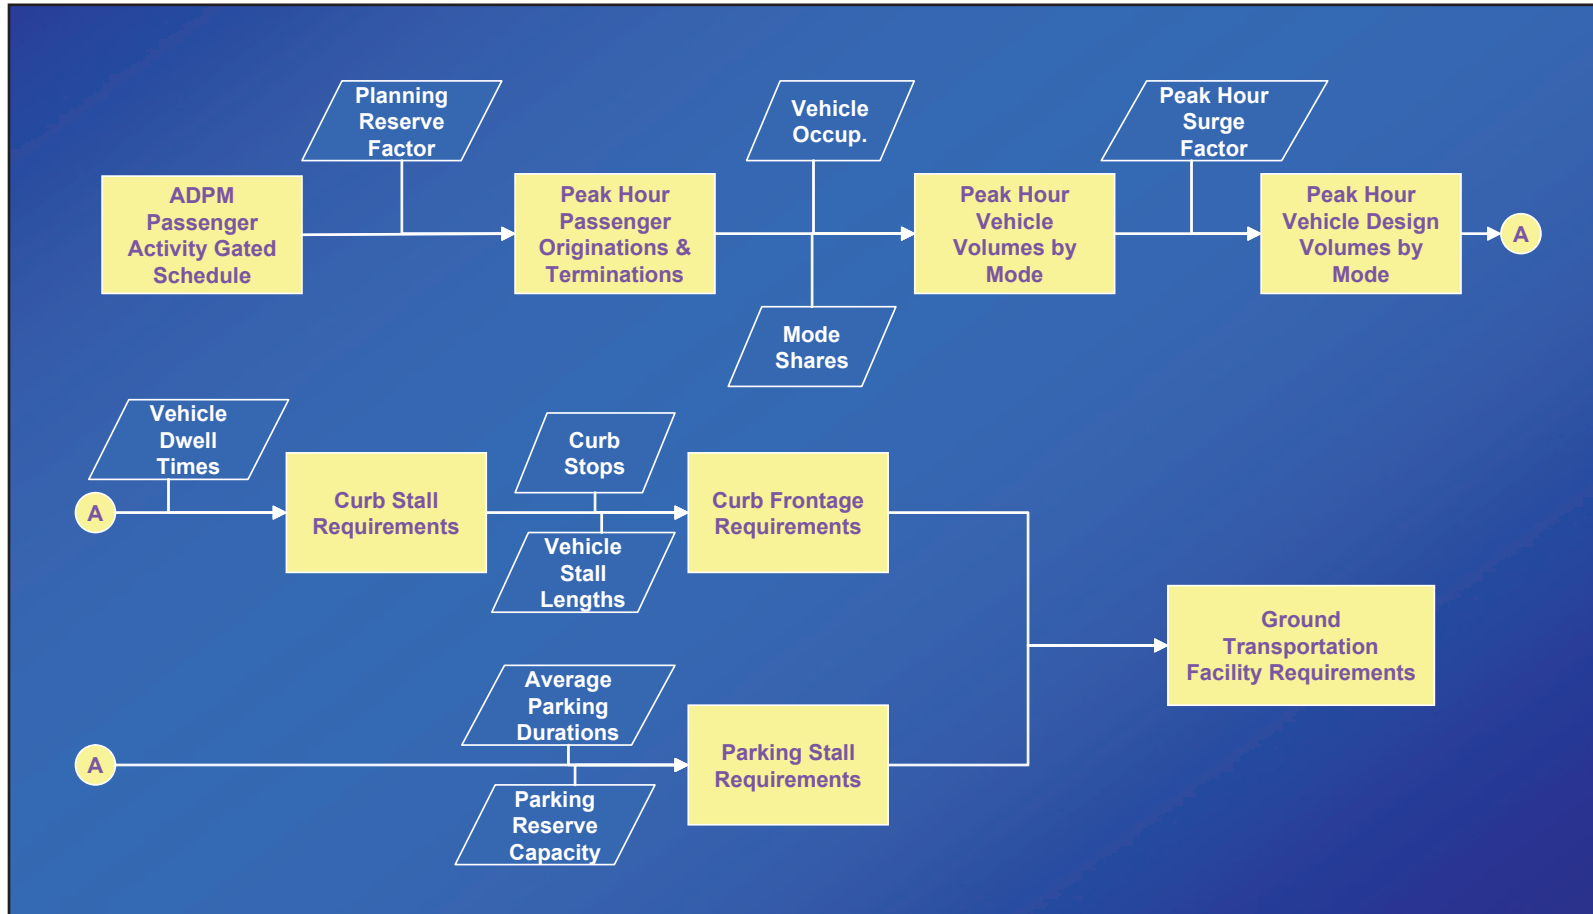 Planning
Reserve
Factor
Vehicle
Occup.
Peak Hour
Surge
Factor
ADPM
Passenger
Activity Gated
Schedule
Peak Hour
Passenger
Originations &
Terminations
Peak Hour
Vehicle
Volumes by
Mode
Peak Hour
Vehicle Design
Volumes by
Mode
A
Mode
Shares
Vehicle
Dwell
Times
Curb
Stops
A
Curb Stall
Requirements
Curb Frontage
Requirements
Vehicle
Stall
Lengths
Ground
Transportation
Facility Requirements
Average
Parking
Durations
A
Parking Stall
Requirements
Parking
Reserve
Capacity